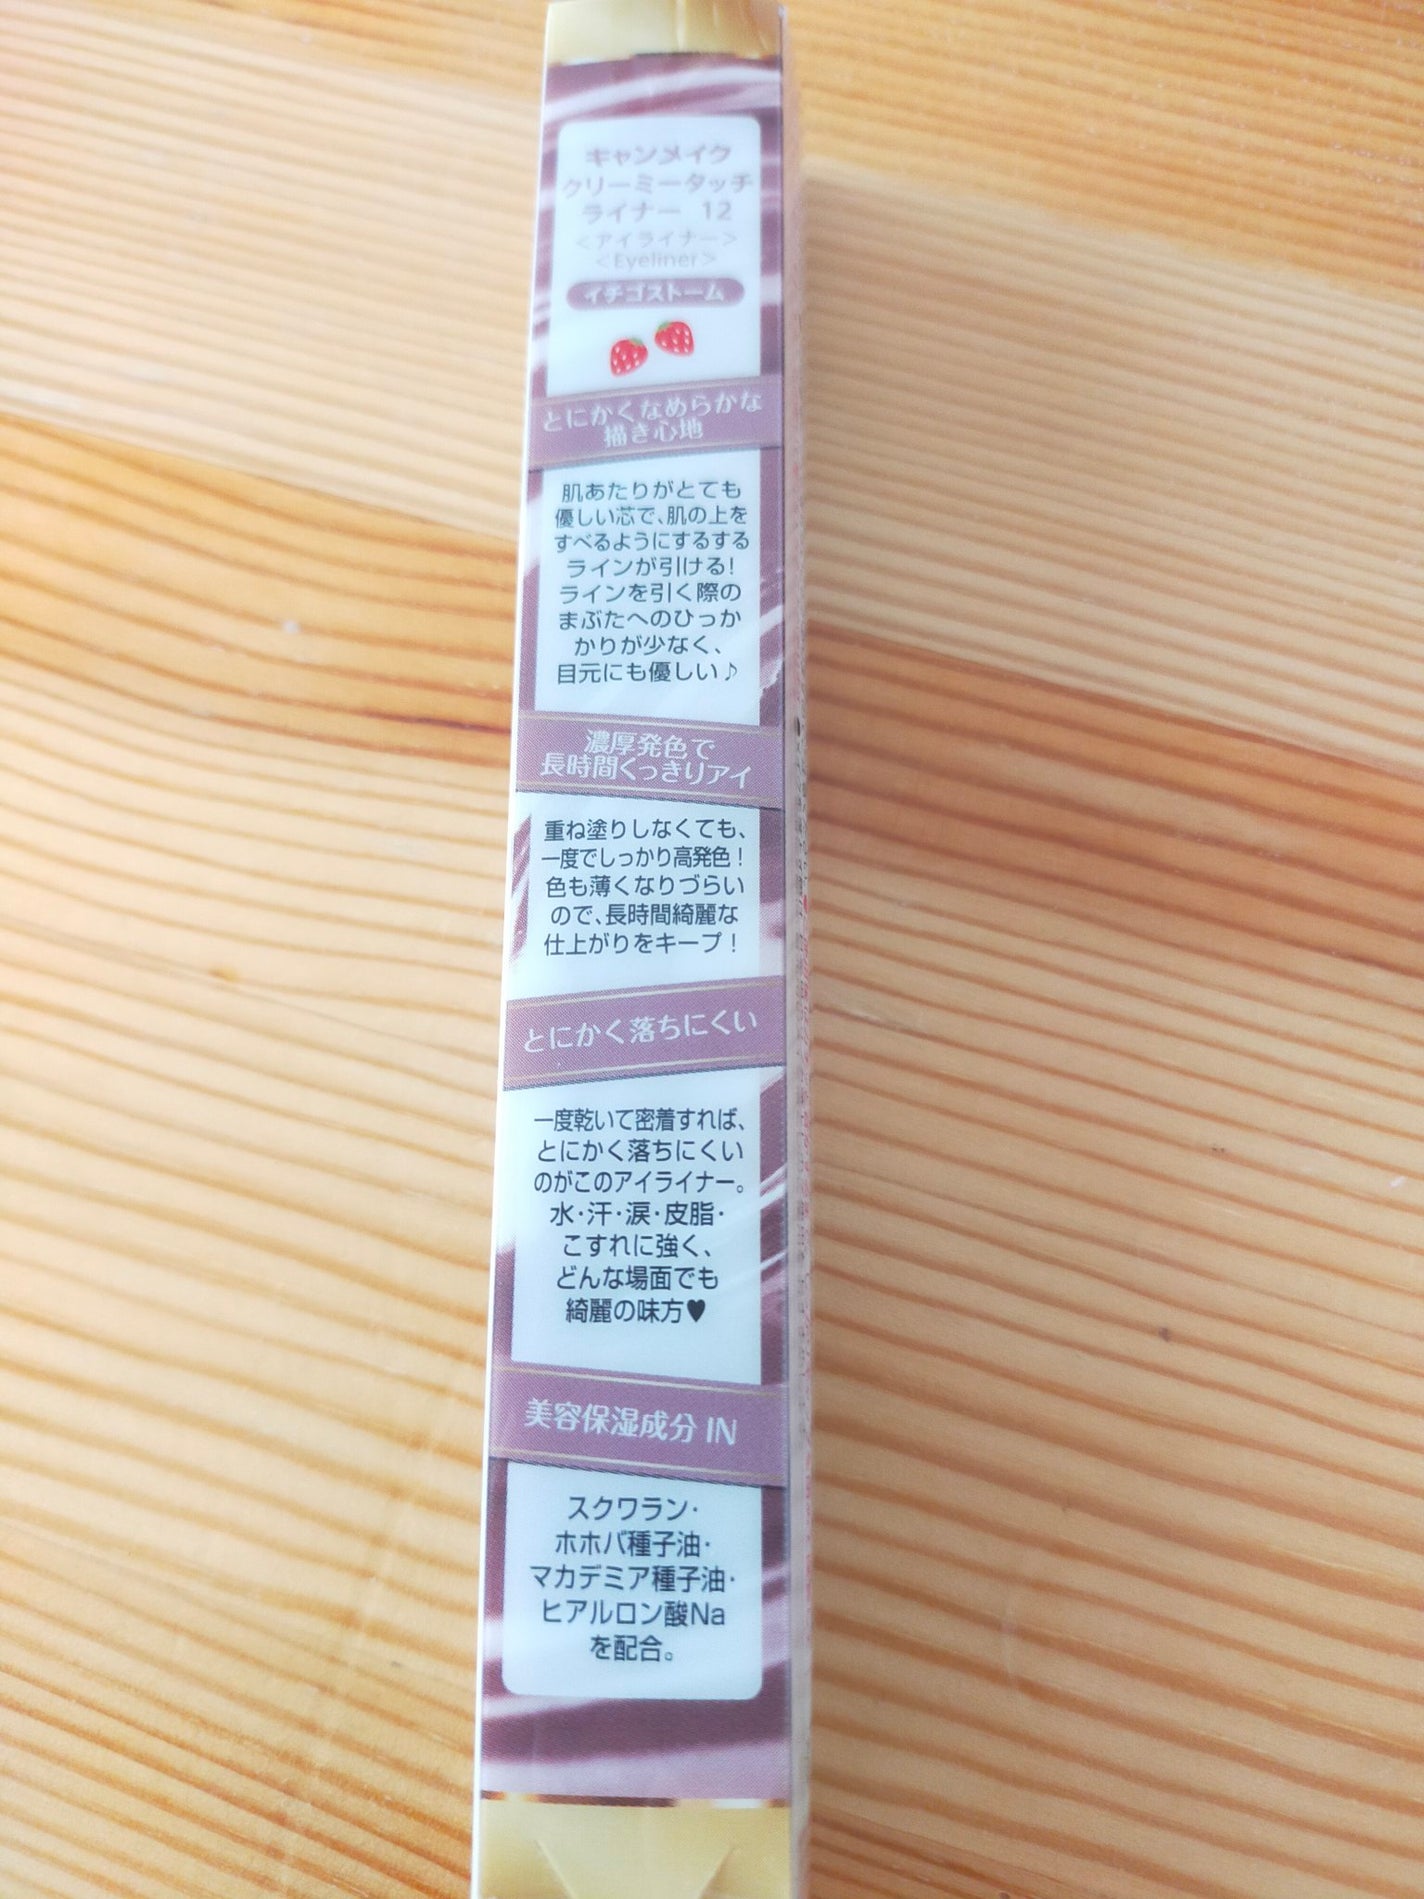 キャンメイク
クリーミータッチ
ライナー 12
＜アイライナー＞
＜Eyeliner＞
イチゴストーム
とにかくなめらかな
描き心地
肌あたりがとても
優しい芯で、肌の上を
すべるようにするする
ラインが引ける!
ラインを引く際の
まぶたへのひっか
かりが少なく、
目元にも優しい♪
濃厚発色で
長時間くっきりアイ
重ね塗りしなくても、
一度でしっかり高発色!
色も薄くなりづらい
ので、長時間綺麗な
仕上がりをキープ!
とにかく落ちにくい
一度乾いて密着すれば、
とにかく落ちにくい
のがこのアイライナー。
水・汗・涙・皮脂・
こすれに強く、
どんな場面でも
綺麗の味方♥
美容保湿成分 IN
スクワラン・
ホホバ種子油・
マカデミア種子油・
ヒアルロン酸Na
を配合。